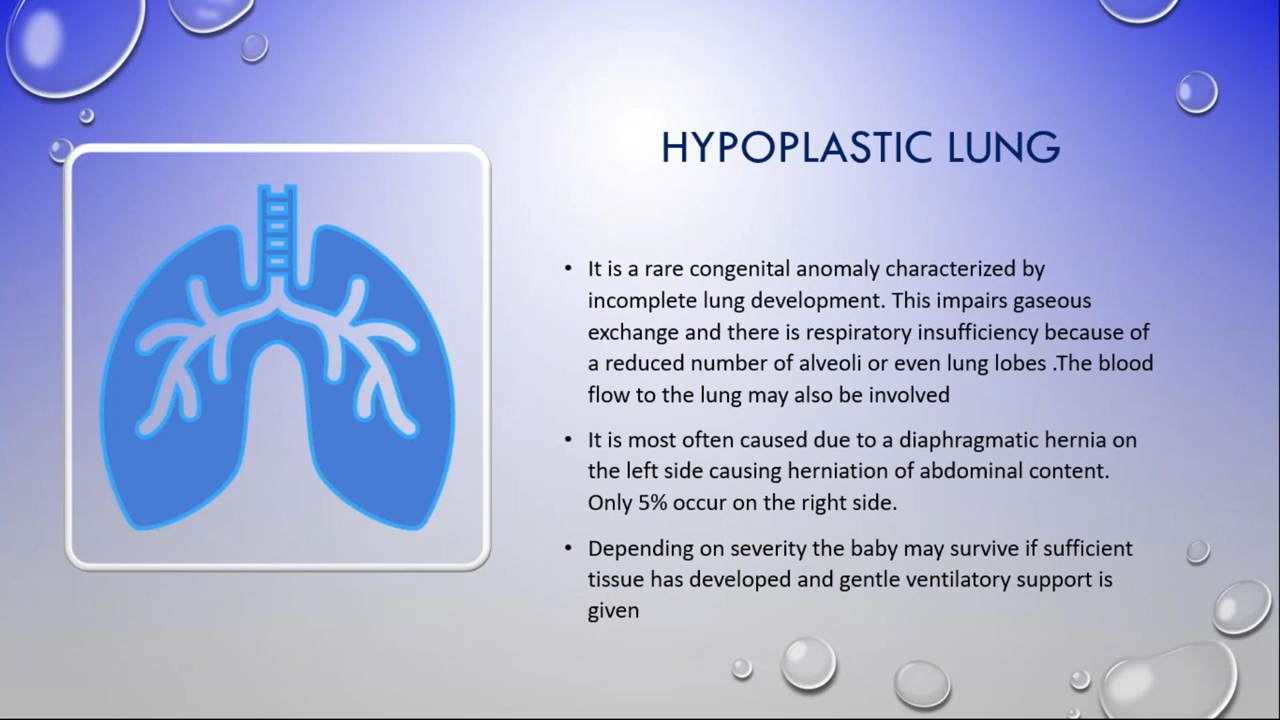 HYPOPLASTIC LUNG
• It is a rare congenital anomaly characterized by
incomplete lung development. This impairs gaseous
exchange and there is respiratory insufficiency because of
a reduced number of alveoli or even lung lobes .The blood
flow to the lung may also be involved
• It is most often caused due to a diaphragmatic hernia on
the left side causing herniation of abdominal content.
Only 5% occur on the right side.
• Depending on severity the baby may survive if sufficient
tissue has developed and gentle ventilatory support is
given